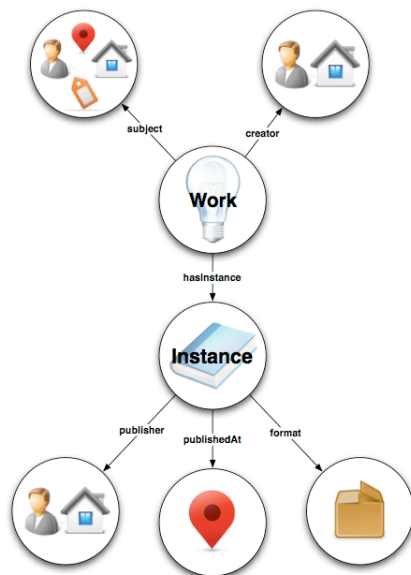 subject
creator
Work
hasInstance
Instance
publisher
publishedAt
format